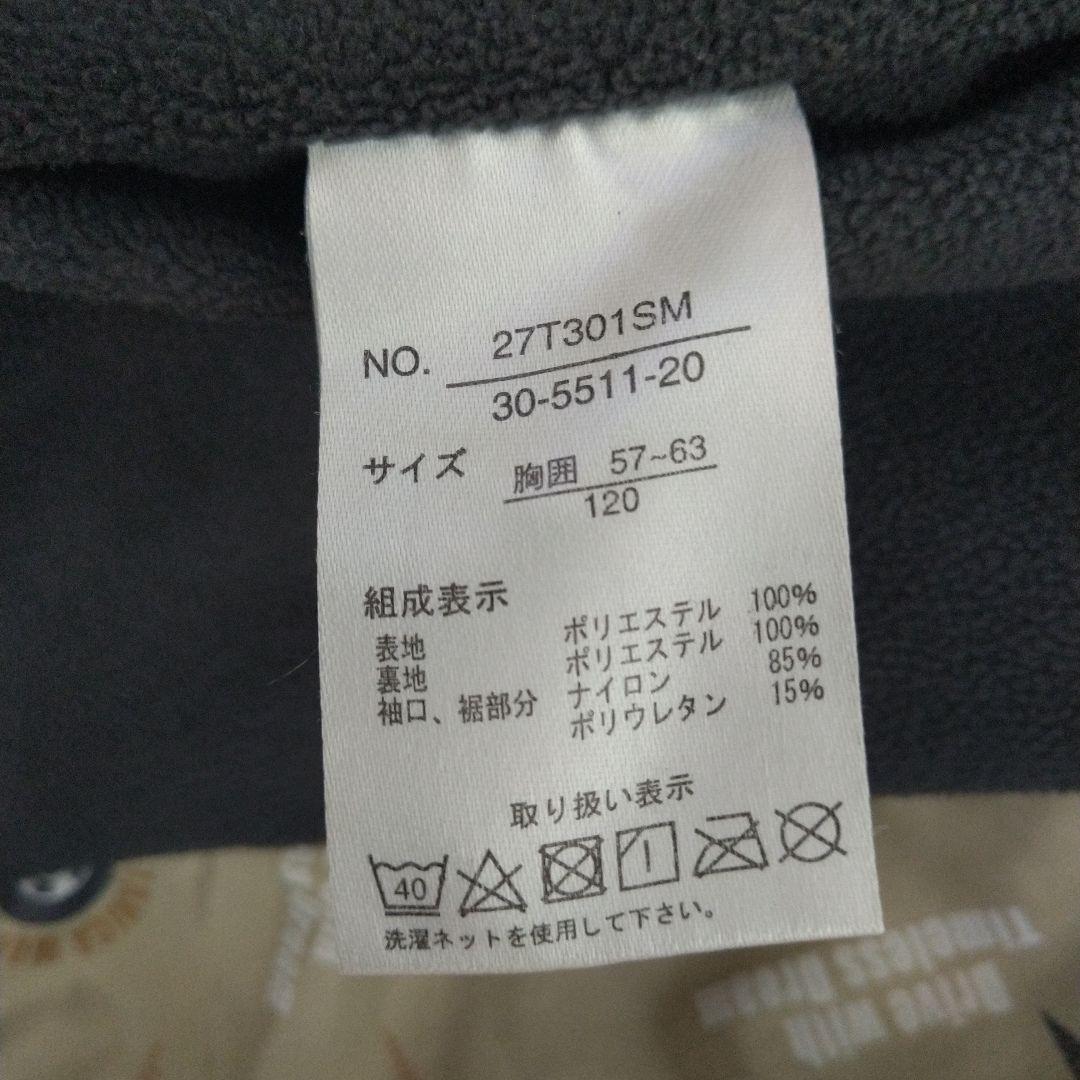 NO. 27T301SM
30-5511-20
サイズ 胸囲 57~63
120
組成表示
表地 ポリエステル 100%
裏地 ポリエステル 100%
袖口、裾部分 ナイロン 85%
ポリウレタン 15%
取り扱い表示
40
洗濯ネットを使用して下さい。
Drive with
Timeless